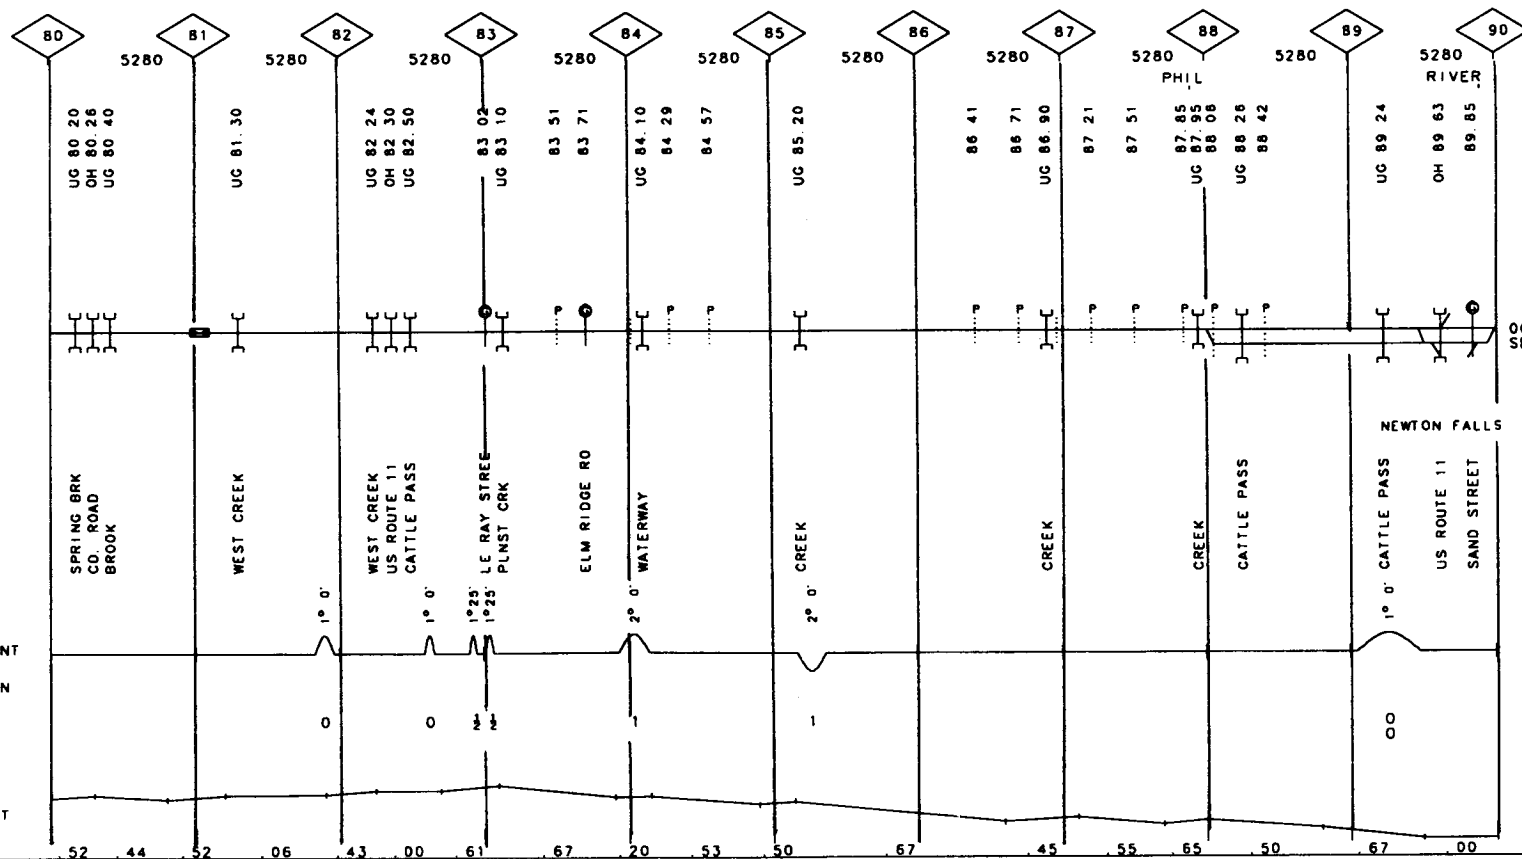 80 81 82 83 84 85 86 87 88 89 90
5280 5280 5280 5280 5280 5280 5280 5280 5280 5280
PHIL RIVER
UG 80 20
OH 80.26
UG 80 40
UG 81.30
UG 82 24
OH 82 30
UG 82.50
83 02
UG 83 10
83 51
83 71
UG 84.10
84 29
84 57
UG 85.20
86 41
86 71
UG 86.90
87 21
87 51
87.85
UG 87.95
88 08
UG 88 26
88 42
UG 89 24
OH 89 63
89.85
P P P P P P P P P P
NEWTON FALLS
SPRING BRK
CO. ROAD
BROOK
WEST CREEK
WEST CREEK
US ROUTE 11
CATTLE PASS
LE RAY STREE
PLNST CRK
ELM RIDGE RD
WATERWAY
CREEK
CREEK
CREEK
CATTLE PASS
CATTLE PASS
US ROUTE 11
SAND STREET
1° 0' 1° 0' 1°25' 1°25' 2° 0' 2° 0' 1° 0'
NT
N
0 0 ½ ½ 1 1 0
0
T
.52 .44 .52 .06 .43 .00 .61 .67 .20 .53 .50 .67 .45 .55 .65 .50 .67 .00